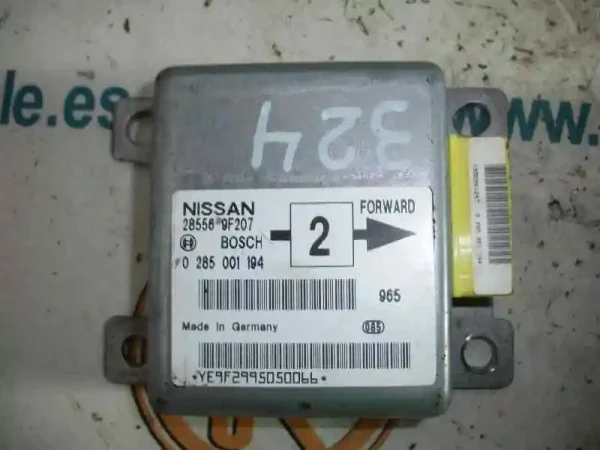 le.es
www.
324
NISSAN
28556 9F207
BOSCH
0 285 001 194
2
FORWARD
965
Made in Germany
085
*YE9F2995050066*